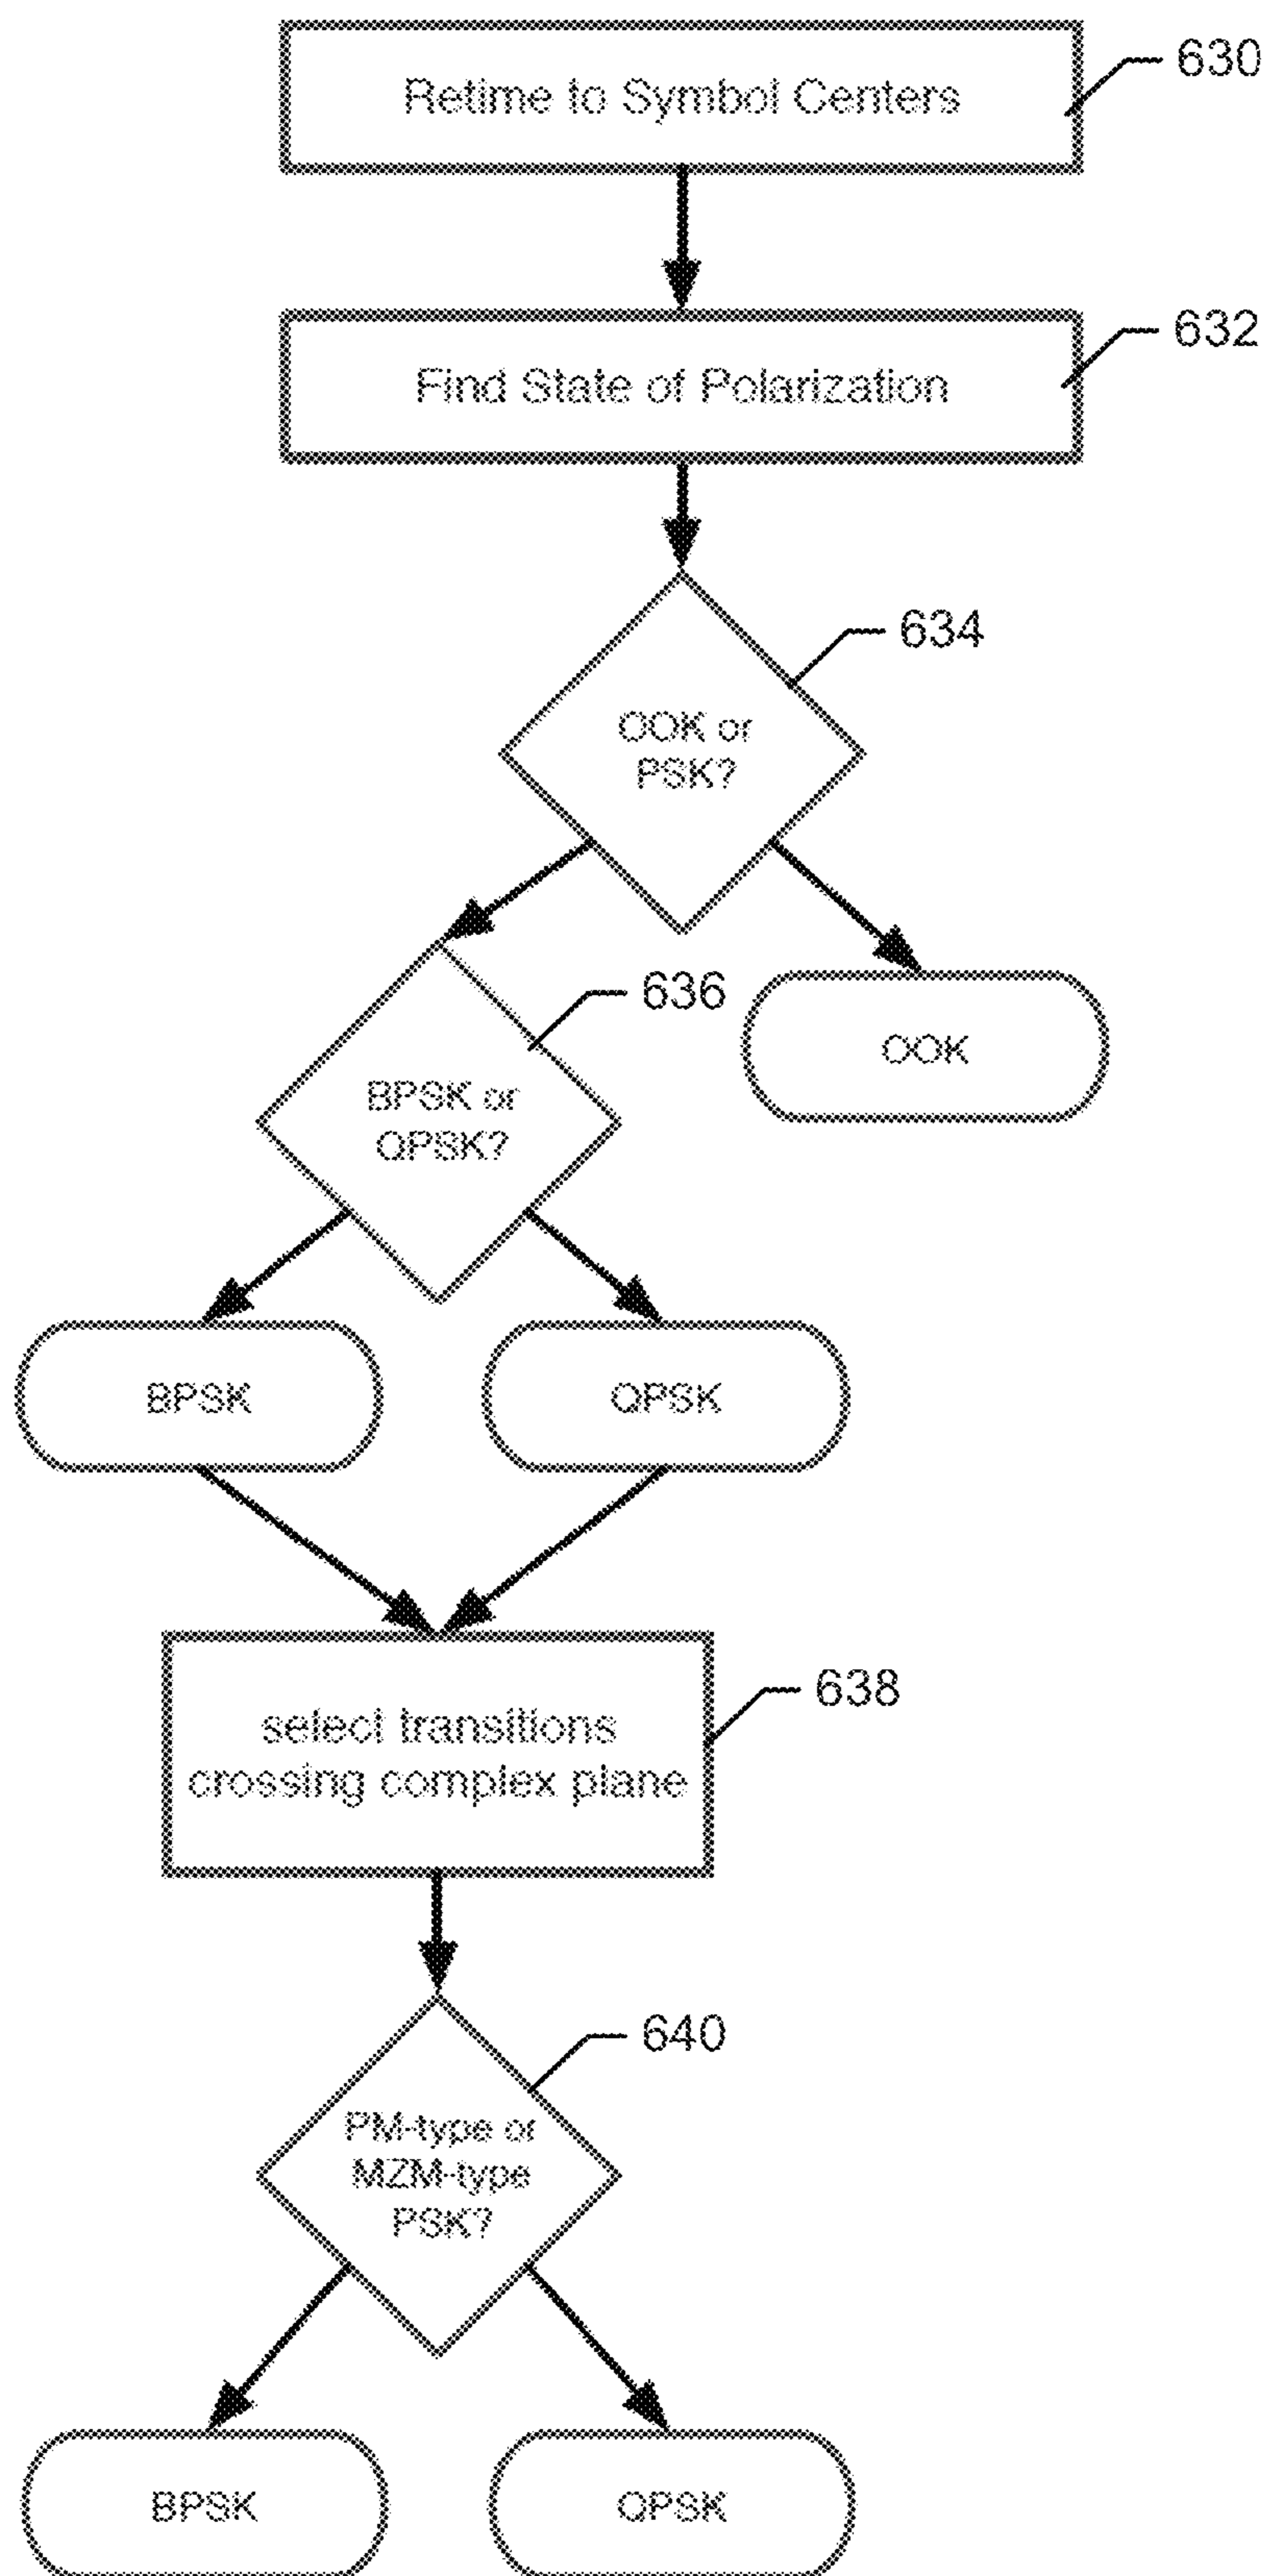 Retime to Symbol Centers
630
Find State of Polarization
632
634
OOK or
PSK?
636
OOK
BPSK or
QPSK?
BPSK
QPSK
638
select transitions
crossing complex plane
640
PM-type or
MZM-type
PSK?
BPSK
QPSK